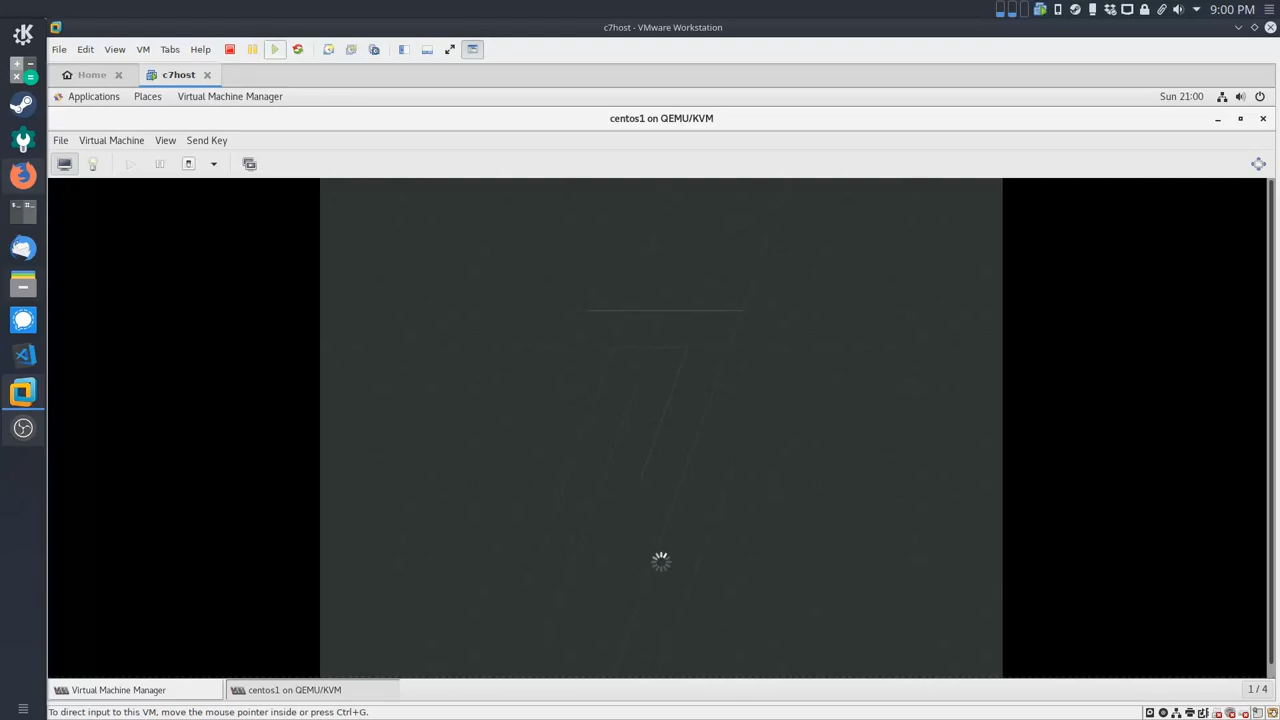 9:00 PM
c7host - VMware Workstation
File Edit View VM Tabs Help
Home c7host
Applications Places Virtual Machine Manager Sun 21:00
centos1 on QEMU/KVM
File Virtual Machine View Send Key
7
Virtual Machine Manager centos1 on QEMU/KVM 1 / 4
To direct input to this VM, move the mouse pointer inside or press Ctrl+G.